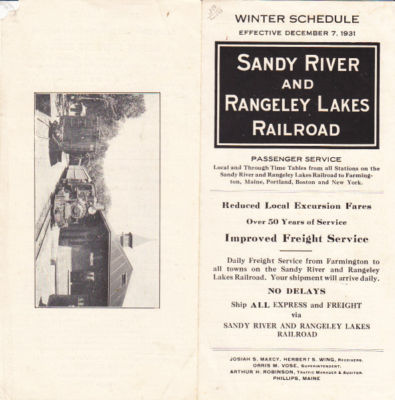 WINTER SCHEDULE
EFFECTIVE DECEMBER 7, 1931
SANDY RIVER
AND
RANGELEY LAKES
RAILROAD
PASSENGER SERVICE
Local and Through Time Tables from all Stations on the
Sandy River and Rangeley Lakes Railroad to Farming-
ton, Maine, Portland, Boston and New York.
Reduced Local Excursion Fares
Over 50 Years of Service
Improved Freight Service
Daily Freight Service from Farmington to
all towns on the Sandy River and Rangeley
Lakes Railroad. Your shipment will arrive daily.
NO DELAYS
Ship ALL EXPRESS and FREIGHT
via
SANDY RIVER AND RANGELEY LAKES
RAILROAD
JOSIAH S. MAXCY, HERBERT S. WING, RECEIVERS.
ORRIS M. VOSE, SUPERINTENDENT.
ARTHUR H. ROBINSON, TRAFFIC MANAGER & AUDITOR.
PHILLIPS, MAINE